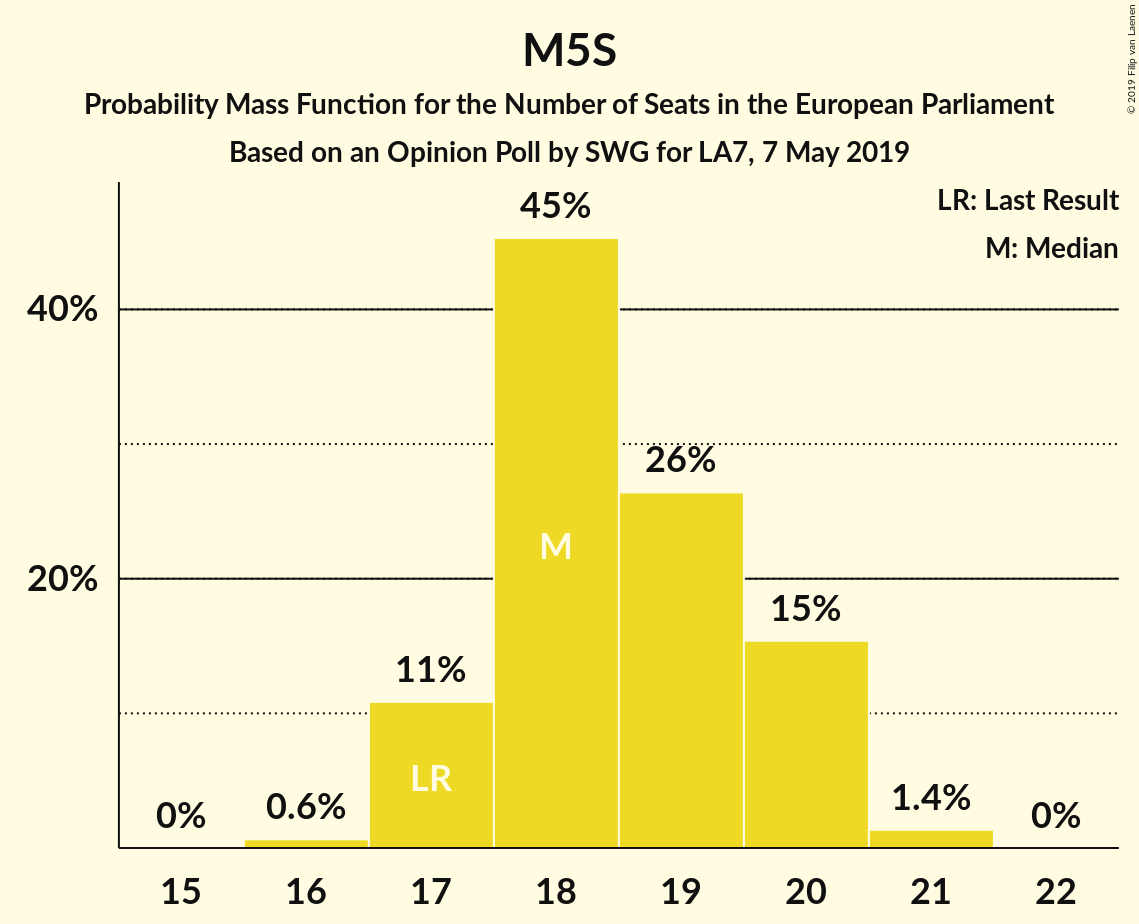 M5S
Probability Mass Function for the Number of Seats in the European Parliament
Based on an Opinion Poll by SWG for LA7, 7 May 2019
© 2019 Filip van Laenen
LR: Last Result
M: Median
40%
20%
0%
0.6%
11%
45%
26%
15%
1.4%
0%
LR
M
15
16
17
18
19
20
21
22